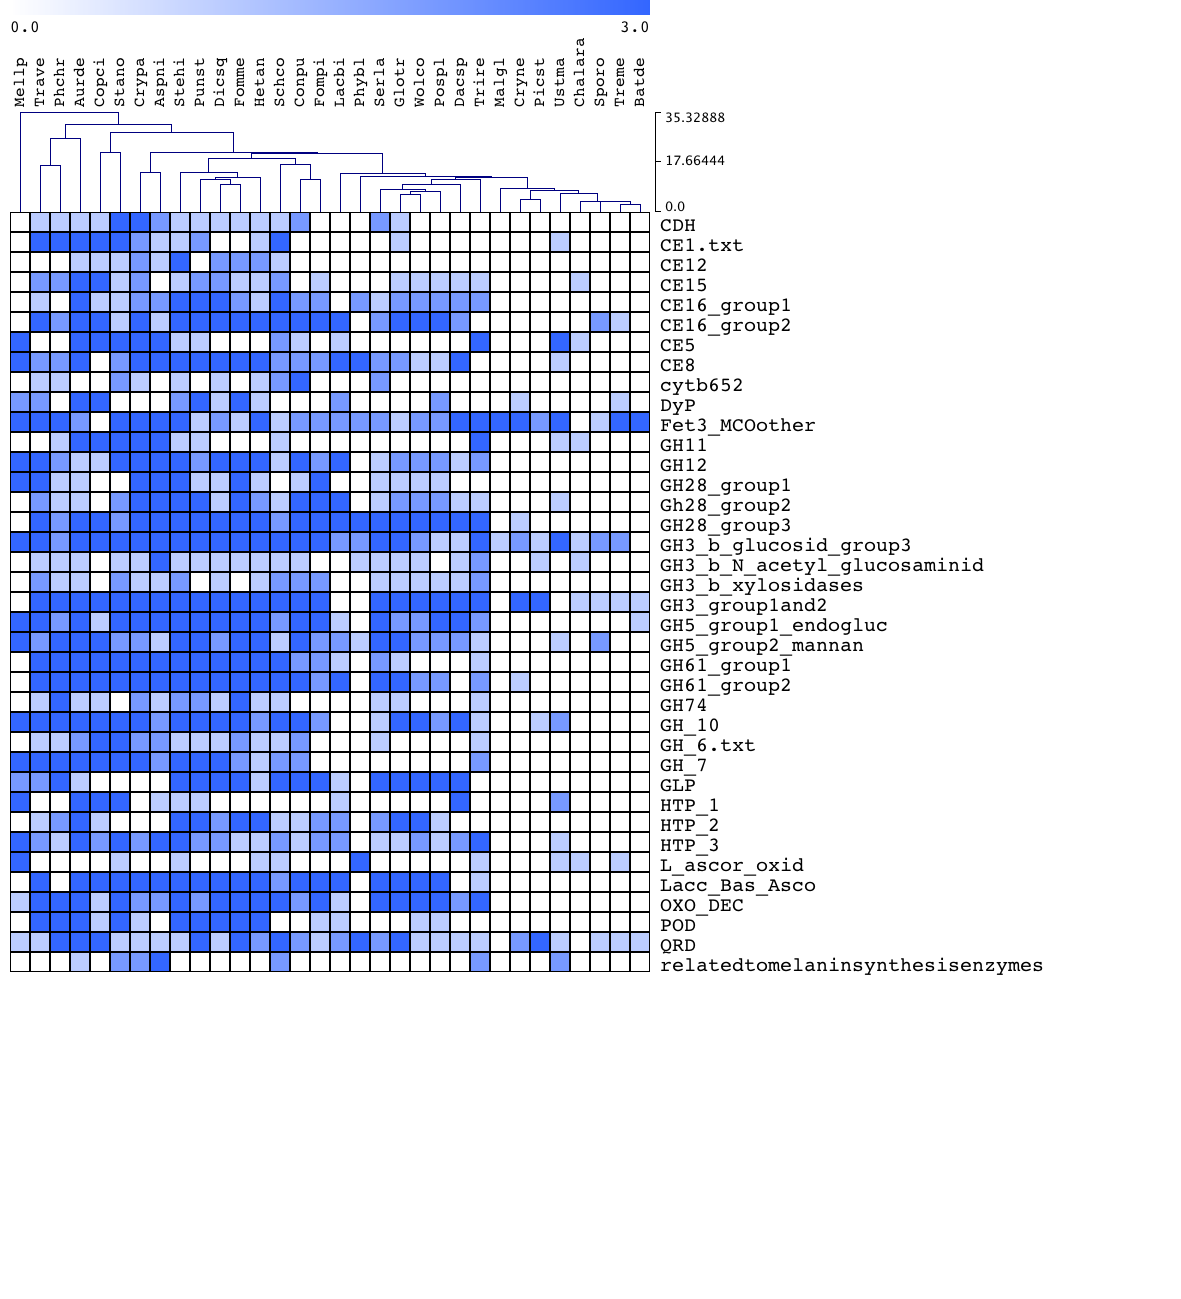 0.0 3.0
Mellp Trave Phchr Aurde Copci Stano Crypa Aspni Stehi Punst Dicsq Fomme Hetan Schco Conpu Fompi Lacbi Phybl Serla Glotr Wolco Pospl Dacsp Trire Malgl Cryne Picst Ustma Chalara Sporo Treme Batde
35.32888
17.66444
0.0
CDH
CE1.txt
CE12
CE15
CE16_group1
CE16_group2
CE5
CE8
cytb652
DyP
Fet3_MCOother
GH11
GH12
GH28_group1
Gh28_group2
GH28_group3
GH3_b_glucosid_group3
GH3_b_N_acetyl_glucosaminid
GH3_b_xylosidases
GH3_group1and2
GH5_group1_endogluc
GH5_group2_mannan
GH61_group1
GH61_group2
GH74
GH_10
GH_6.txt
GH_7
GLP
HTP_1
HTP_2
HTP_3
L_ascor_oxid
Lacc_Bas_Asco
OXO_DEC
POD
QRD
relatedtomelaninsynthesisenzymes